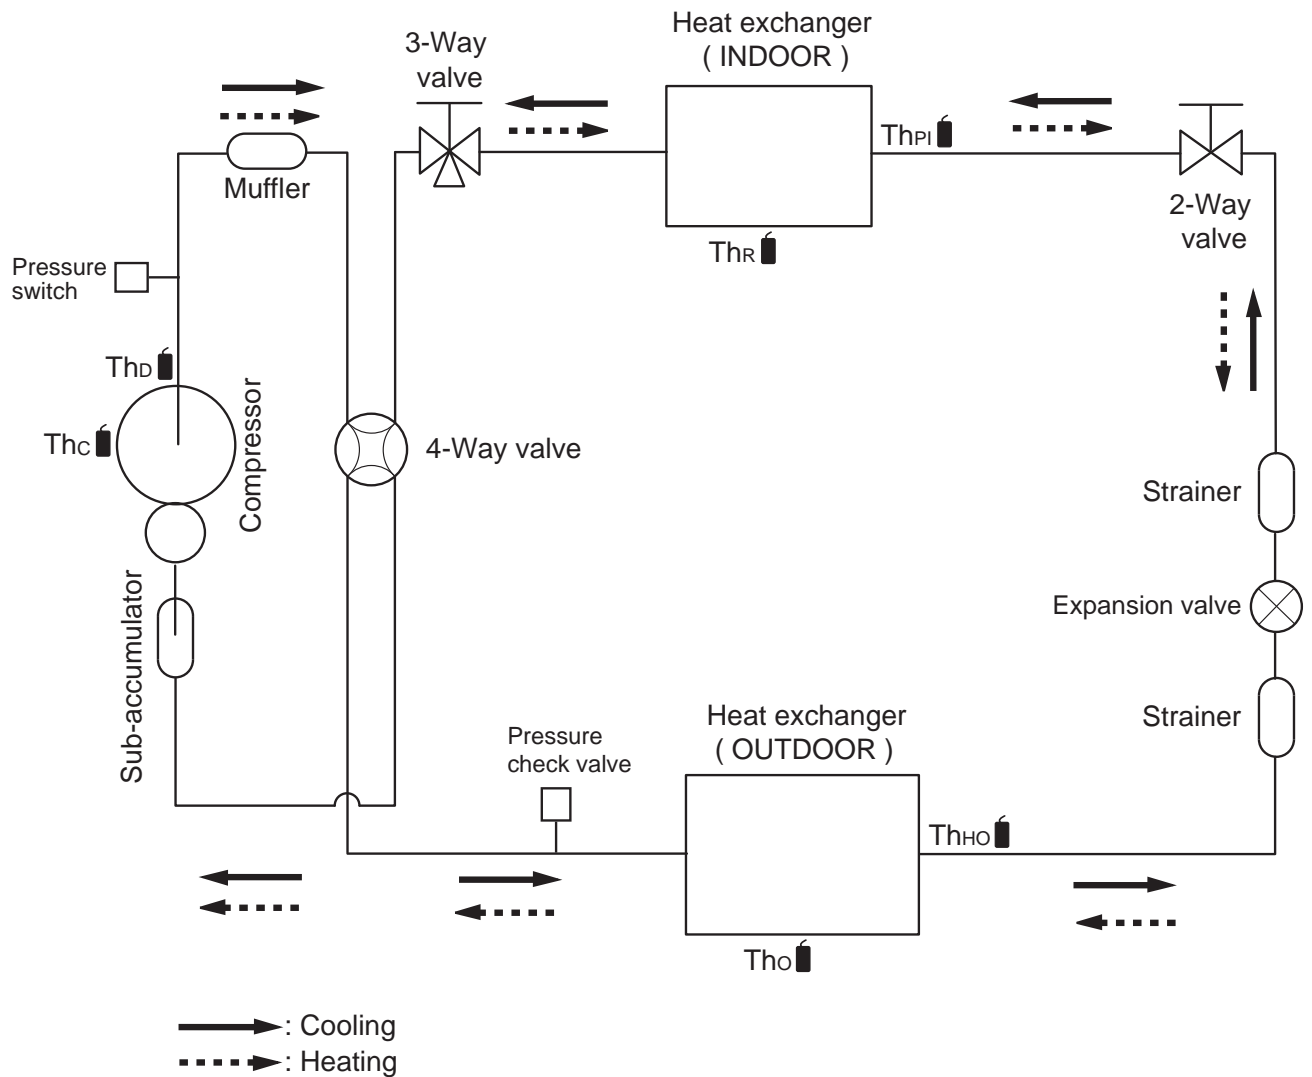 Heat exchanger
( INDOOR )
3-Way
valve
ThPI
Muffler
2-Way
valve
ThR
Pressure
switch
ThD
ThC
Compressor
4-Way valve
Strainer
Sub-accumulator
Expansion valve
Strainer
Heat exchanger
( OUTDOOR )
Pressure
check valve
ThHO
ThO
: Cooling
: Heating